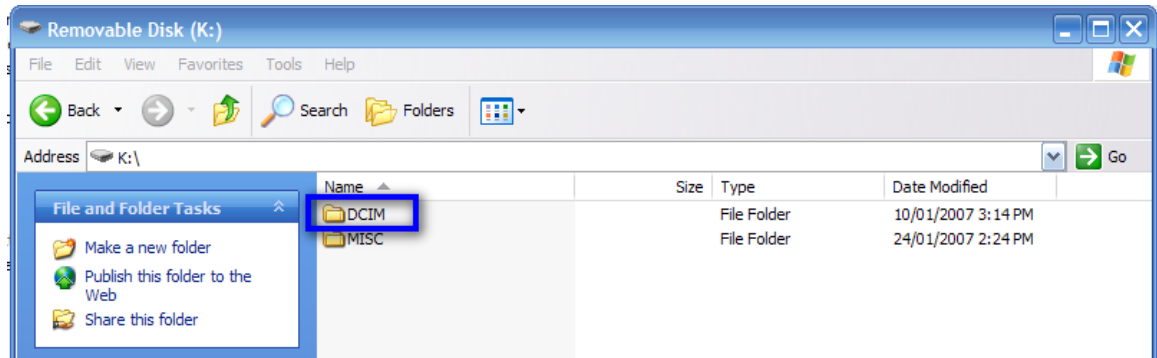 Removable Disk (K:)
File Edit View Favorites Tools Help
Back Search Folders
Address K:\ Go
Name Size Type Date Modified
File and Folder Tasks
DCIM File Folder 10/01/2007 3:14 PM
MISC File Folder 24/01/2007 2:24 PM
Make a new folder
Publish this folder to the
Web
Share this folder